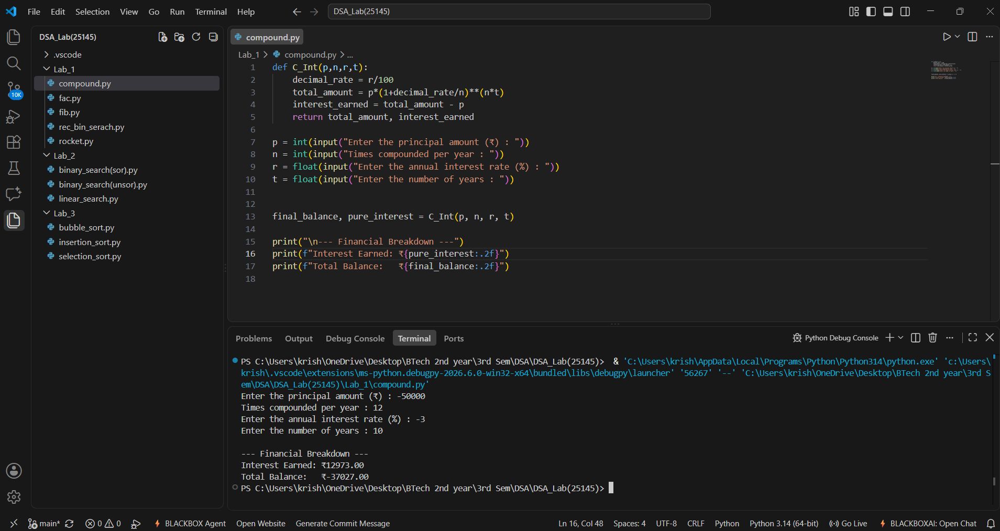 File Edit Selection View Go Run Terminal Help
DSA_Lab(25145)
DSA_Lab(25145)
.vscode
Lab_1
compound.py
fac.py
fib.py
rec_bin_serach.py
rocket.py
Lab_2
binary_search(sor).py
binary_search(unsor).py
linear_search.py
Lab_3
bubble_sort.py
insertion_sort.py
selection_sort.py
10K
compound.py
Lab_1 > compound.py > ...
1 def C_Int(p,n,r,t):
2 decimal_rate = r/100
3 total_amount = p*(1+decimal_rate/n)**(n*t)
4 interest_earned = total_amount - p
5 return total_amount, interest_earned
6
7 p = int(input("Enter the principal amount (₹) : "))
8 n = int(input("Times compounded per year : "))
9 r = float(input("Enter the annual interest rate (%) : "))
10 t = float(input("Enter the number of years : "))
11
12
13 final_balance, pure_interest = C_Int(p, n, r, t)
14
15 print("\n--- Financial Breakdown ---")
16 print(f"Interest Earned: ₹{pure_interest:.2f}")
17 print(f"Total Balance:   ₹{final_balance:.2f}")
18
Problems Output Debug Console Terminal Ports
Python Debug Console
PS C:\Users\krish\OneDrive\Desktop\BTech 2nd year\3rd Sem\DSA\DSA_Lab(25145)>  & 'C:\Users\krish\AppData\Local\Programs\Python\Python314\python.exe' 'c:\Users\
krish\.vscode\extensions\ms-python.debugpy-2026.6.0-win32-x64\bundled\libs\debugpy\launcher' '56267' '--' 'C:\Users\krish\OneDrive\Desktop\BTech 2nd year\3rd S
em\DSA\DSA_Lab(25145)\Lab_1\compound.py'
Enter the principal amount (₹) : -50000
Times compounded per year : 12
Enter the annual interest rate (%) : -3
Enter the number of years : 10
--- Financial Breakdown ---
Interest Earned: ₹12973.00
Total Balance:   ₹-37027.00
PS C:\Users\krish\OneDrive\Desktop\BTech 2nd year\3rd Sem\DSA\DSA_Lab(25145)>
main* 0 0 BLACKBOX Agent Open Website Generate Commit Message Ln 16, Col 48 Spaces: 4 UTF-8 CRLF Python Python 3.14 (64-bit) Go Live BLACKBOXAI: Open Chat